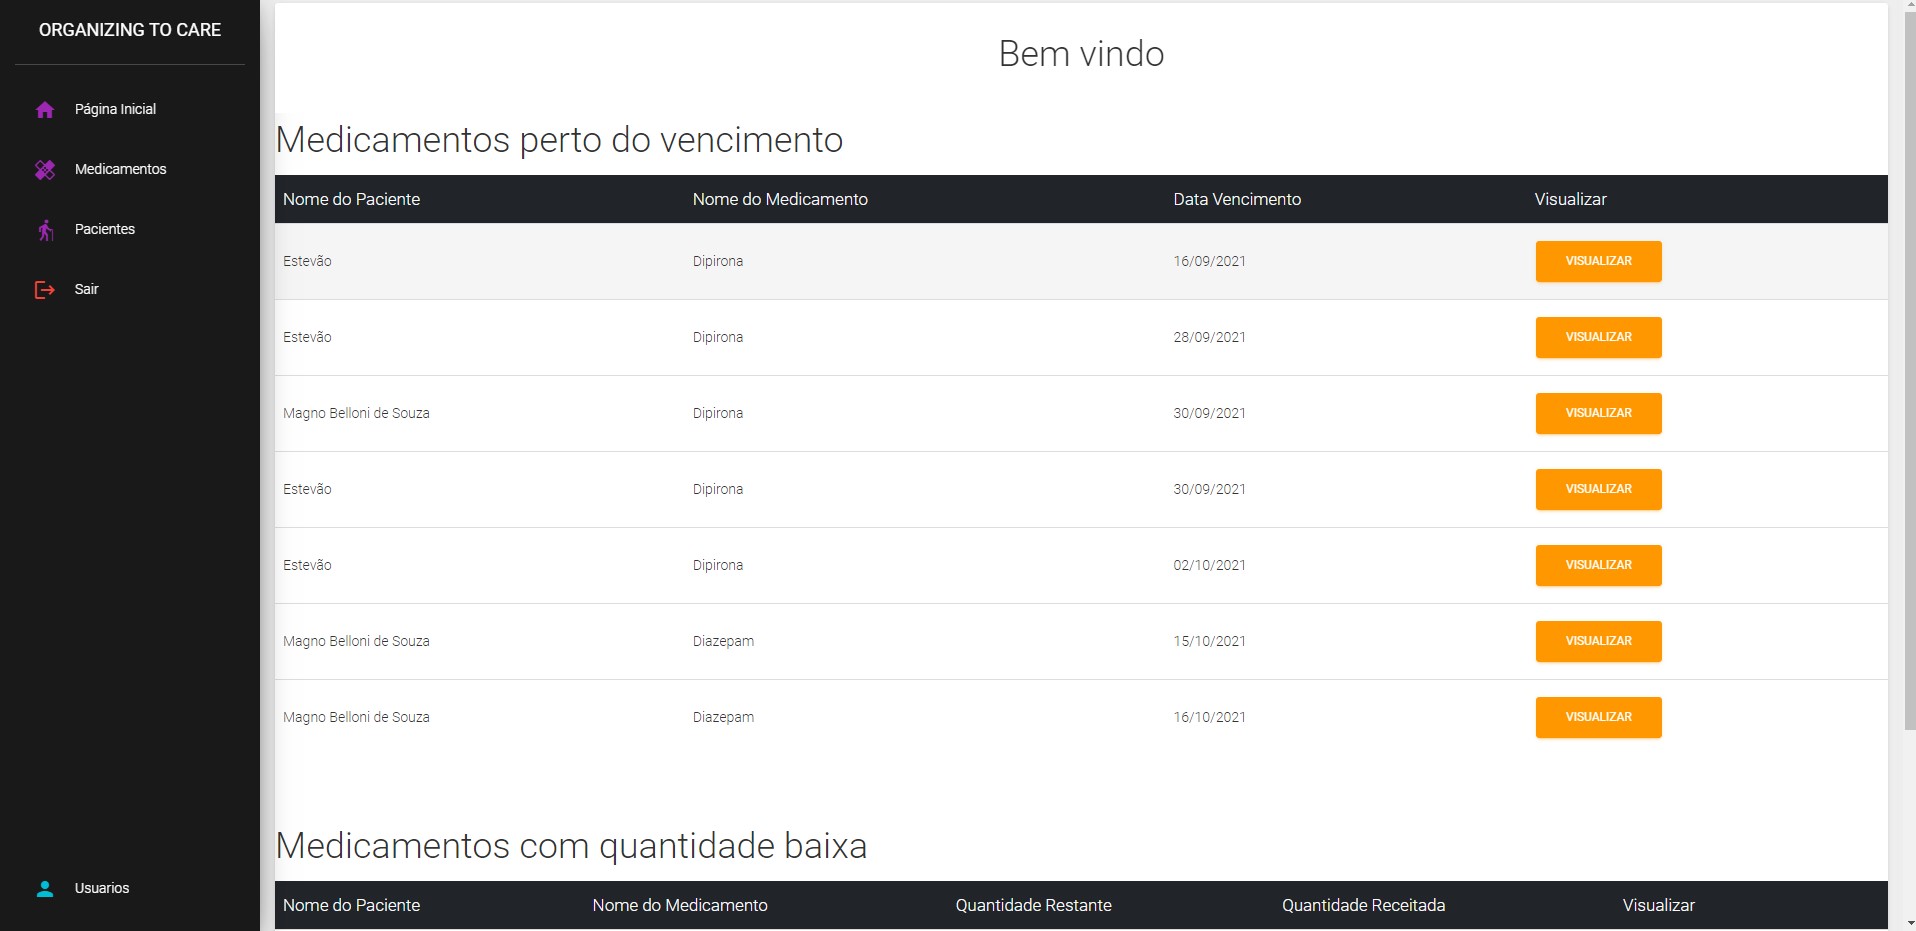 ORGANIZING TO CARE
Página Inicial
Medicamentos
Pacientes
Sair
Usuarios
Bem vindo
Medicamentos perto do vencimento
Nome do Paciente Nome do Medicamento Data Vencimento Visualizar
Estevão Dipirona 16/09/2021 VISUALIZAR
Estevão Dipirona 28/09/2021 VISUALIZAR
Magno Belloni de Souza Dipirona 30/09/2021 VISUALIZAR
Estevão Dipirona 30/09/2021 VISUALIZAR
Estevão Dipirona 02/10/2021 VISUALIZAR
Magno Belloni de Souza Diazepam 15/10/2021 VISUALIZAR
Magno Belloni de Souza Diazepam 16/10/2021 VISUALIZAR
Medicamentos com quantidade baixa
Nome do Paciente Nome do Medicamento Quantidade Restante Quantidade Receitada Visualizar